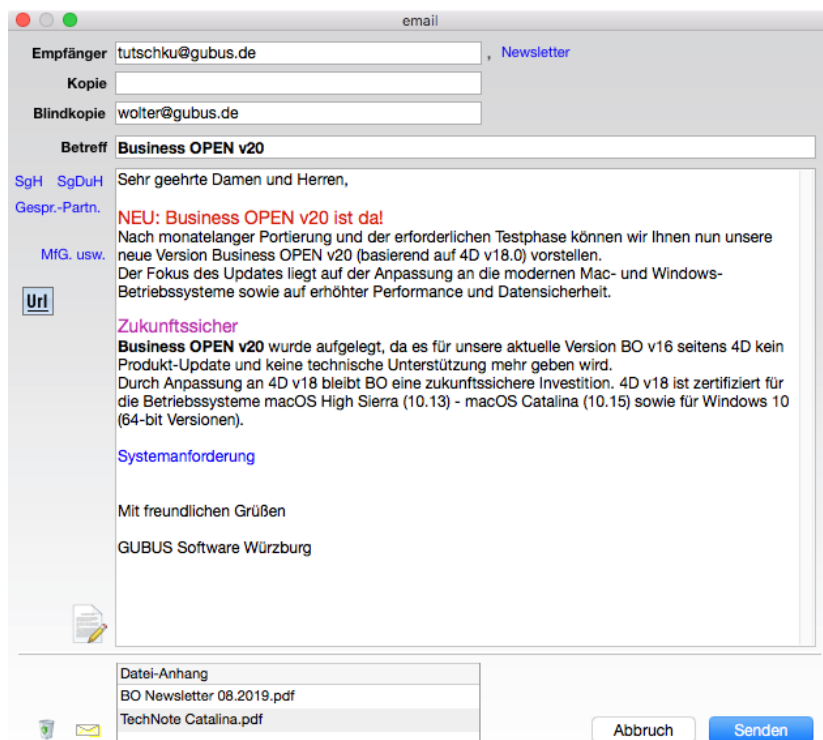 email
Empfänger tutschku@gubus.de , Newsletter
Kopie
Blindkopie wolter@gubus.de
Betreff Business OPEN v20
SgH SgDuH
Gespr.-Partn.
MfG. usw.
Url
Sehr geehrte Damen und Herren,
NEU: Business OPEN v20 ist da!
Nach monatelanger Portierung und der erforderlichen Testphase können wir Ihnen nun unsere
neue Version Business OPEN v20 (basierend auf 4D v18.0) vorstellen.
Der Fokus des Updates liegt auf der Anpassung an die modernen Mac- und Windows-
Betriebssysteme sowie auf erhöhter Performance und Datensicherheit.
Zukunftssicher
Business OPEN v20 wurde aufgelegt, da es für unsere aktuelle Version BO v16 seitens 4D kein
Produkt-Update und keine technische Unterstützung mehr geben wird.
Durch Anpassung an 4D v18 bleibt BO eine zukunftssichere Investition. 4D v18 ist zertifiziert für
die Betriebssysteme macOS High Sierra (10.13) - macOS Catalina (10.15) sowie für Windows 10
(64-bit Versionen).
Systemanforderung
Mit freundlichen Grüßen
GUBUS Software Würzburg
Datei-Anhang
BO Newsletter 08.2019.pdf
TechNote Catalina.pdf
Abbruch Senden